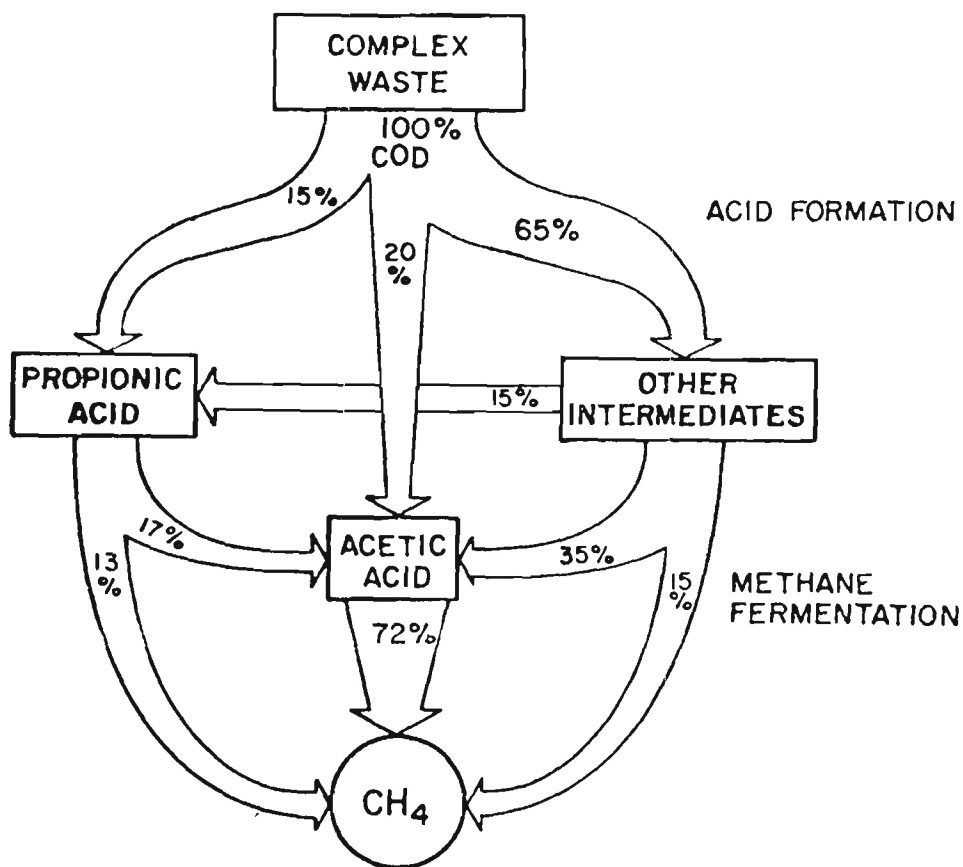 COMPLEX
WASTE
100%
COD
15%
20
%
65%
ACID FORMATION
PROPIONIC
ACID
15%
OTHER
INTERMEDIATES
17%
13
%
ACETIC
ACID
35%
15
%
METHANE
FERMENTATION
72%
CH₄